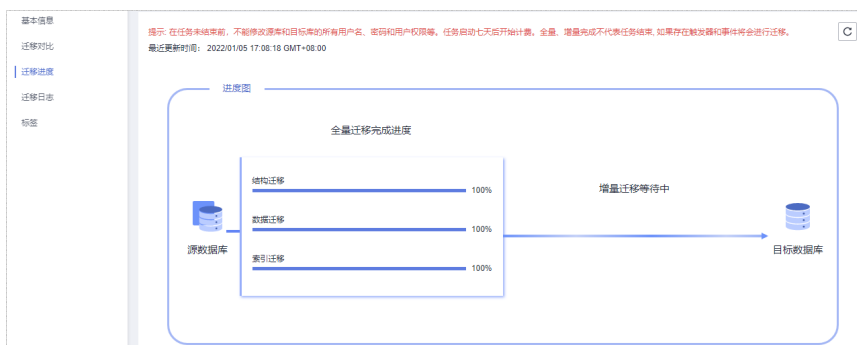 基本信息
迁移对比
迁移进度
迁移日志
标签
提示: 在任务未结束前，不能修改源库和目标库的所有用户名、密码和用户权限等。任务启动七天后开始计费。全量、增量完成不代表任务结束, 如果存在触发器和事件将会进行迁移。
最近更新时间： 2022/01/05 17:08:18 GMT+08:00
进度图
全量迁移完成进度
结构迁移
100%
数据迁移
100%
索引迁移
100%
增量迁移等待中
源数据库
目标数据库